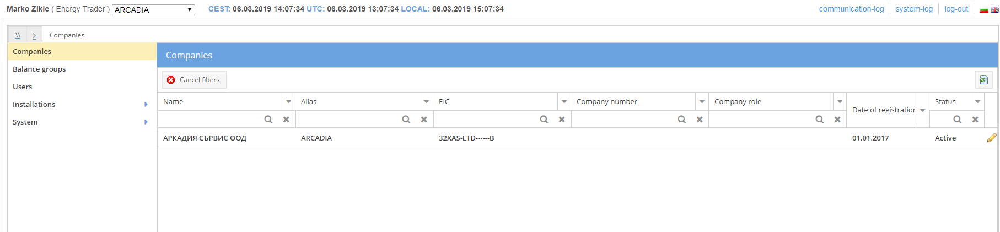 Marko Zikic ( Energy Trader ) ARCADIA CEST: 06.03.2019 14:07:34 UTC: 06.03.2019 13:07:34 LOCAL: 06.03.2019 15:07:34 communication-log system-log log-out
\\ > Companies
Companies
Balance groups
Users
Installations
System
Companies
Cancel filters
Name Alias EIC Company number Company role Date of registration Status
АРКАДИЯ СЪРВИС ООД ARCADIA 32XAS-LTD------B 01.01.2017 Active